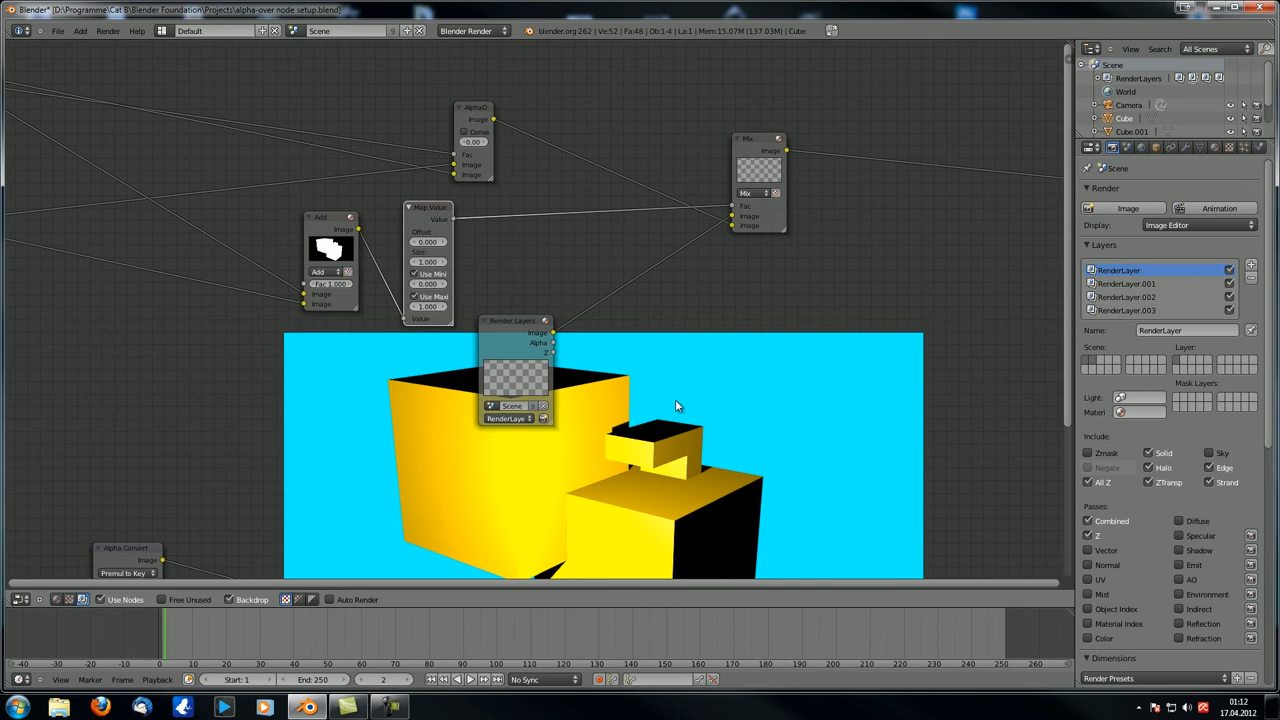 Blender* [D:\Programme\Cat B\Blender Foundation\Projects\alpha-over node setup.blend]
File Add Render Help Default Scene 9 Blender Render blender.org 262 | Ve:52 | Fa:48 | Ob:1-4 | La:1 | Mem:15.07M (137.03M) | Cube
View Search All Scenes
Scene
RenderLayers
World
Camera
Cube
Cube.001
Scene
Render
Image Animation
Display: Image Editor
Layers
RenderLayer
RenderLayer.001
RenderLayer.002
RenderLayer.003
Name: RenderLayer
Scene: Layer:
Mask Layers:
Light:
Materi
Include:
Zmask Solid Sky
Negate Halo Edge
All Z ZTransp Strand
Passes:
Combined Diffuse
Z Specular
Vector Shadow
Normal Emit
UV AO
Mist Environment
Object Index Indirect
Material Index Reflection
Color Refraction
Dimensions
Render Presets
AlphaO
Image
Conve
0.00
Fac
Image
Image
Mix
Image
Mix
Fac
Image
Image
Add
Image
Add
Fac 1.000
Image
Image
Map Value
Value
Offset:
0.000
Size:
1.000
Use Mini
0.000
Use Maxi
1.000
Value
Render Layers
Image
Alpha
Z
Scene 9
RenderLaye
Alpha Convert
Image
Premul to Key
Use Nodes Free Unused Backdrop Auto Render
-40 -30 -20 -10 0 10 20 30 40 50 60 70 80 90 100 110 120 130 140 150 160 170 180 190 200 210 220 230 240 250 260
View Marker Frame Playback Start: 1 End: 250 2 No Sync
01:12
17.04.2012